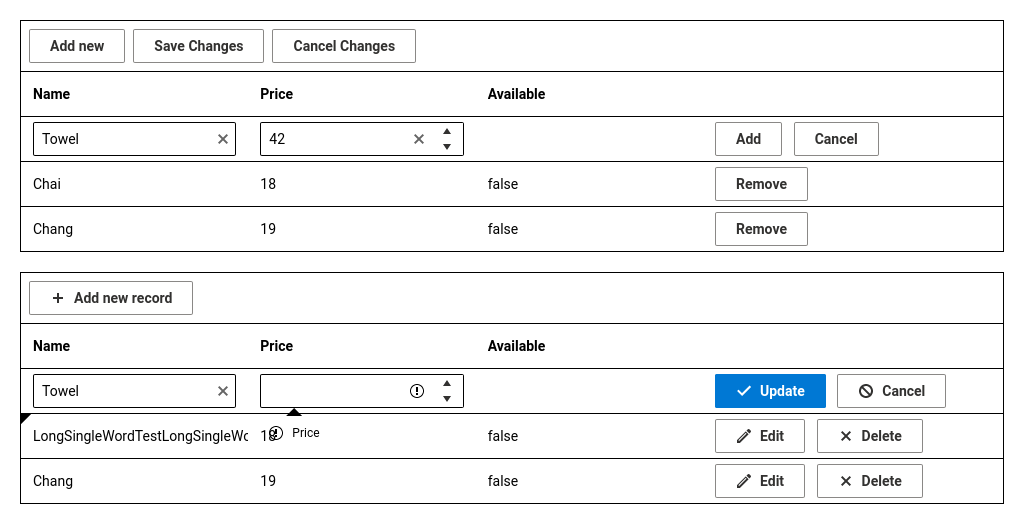 Add new Save Changes Cancel Changes
Name Price Available
Towel 42 Add Cancel
Chai 18 false Remove
Chang 19 false Remove
Add new record
Name Price Available
Towel Update Cancel
LongSingleWordTestLongSingleWo 18 Price false Edit Delete
Chang 19 false Edit Delete